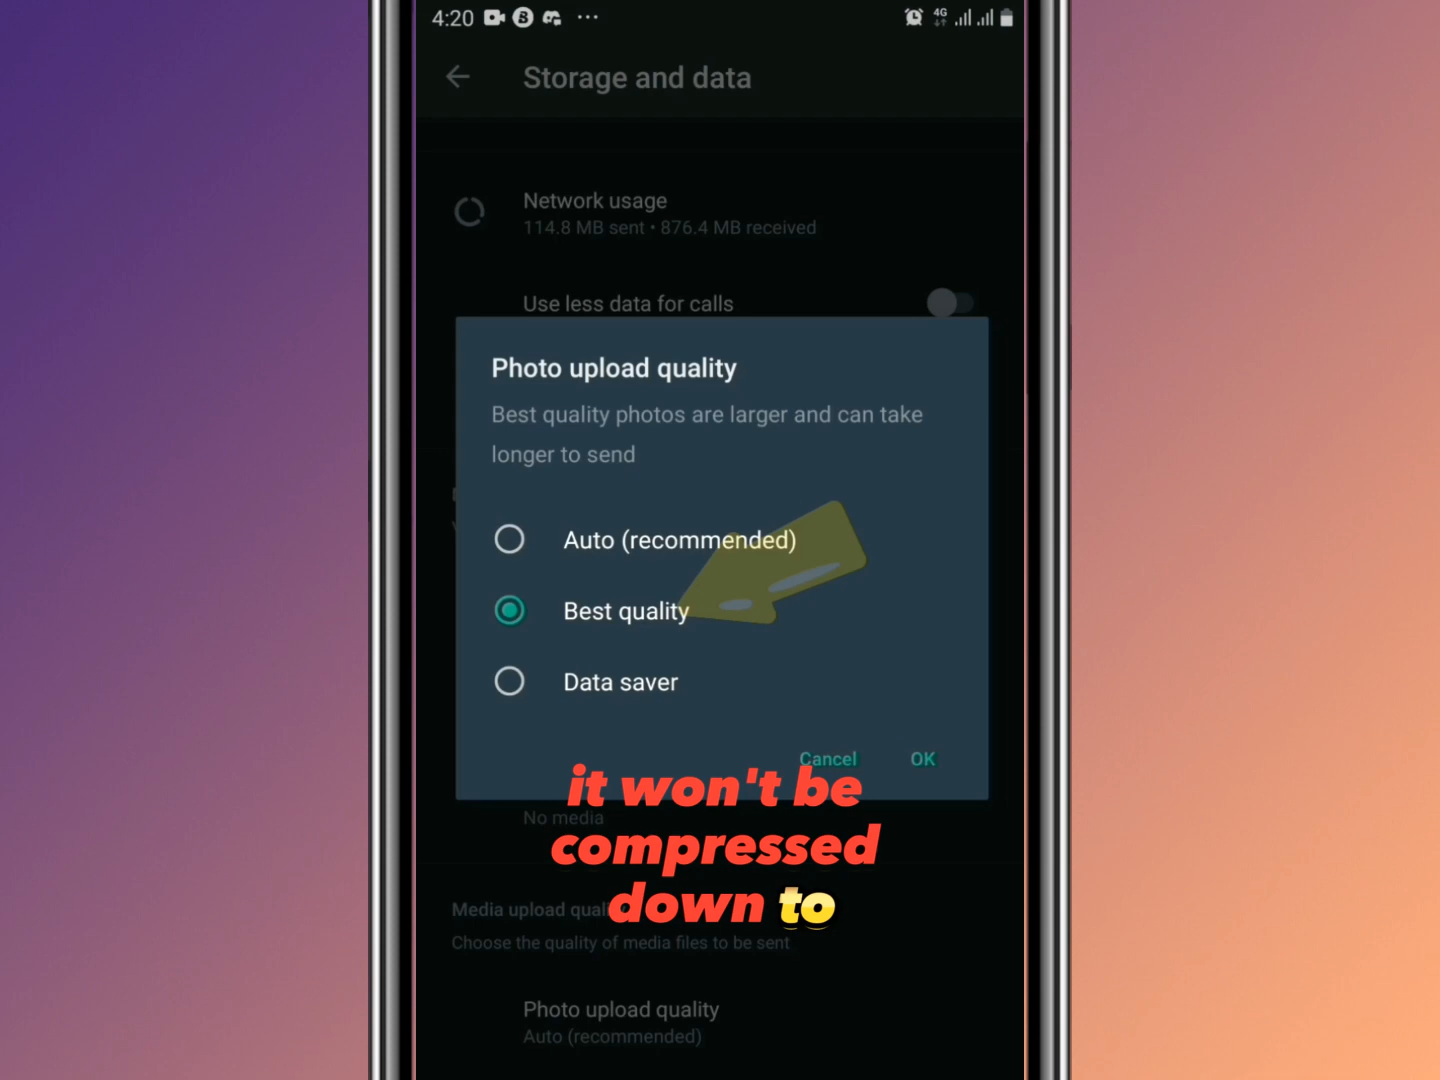 4:20
4G
Storage and data
Network usage
114.8 MB sent • 876.4 MB received
Use less data for calls
Photo upload quality
Best quality photos are larger and can take
longer to send
Auto (recommended)
Best quality
Data saver
Cancel OK
it won't be
No media
compressed
down to
Media upload quali
Choose the quality of media files to be sent
Photo upload quality
Auto (recommended)